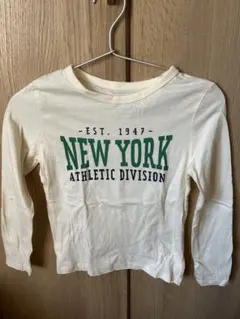 -EST. 1947-
NEW YORK
ATHLETIC DIVISION